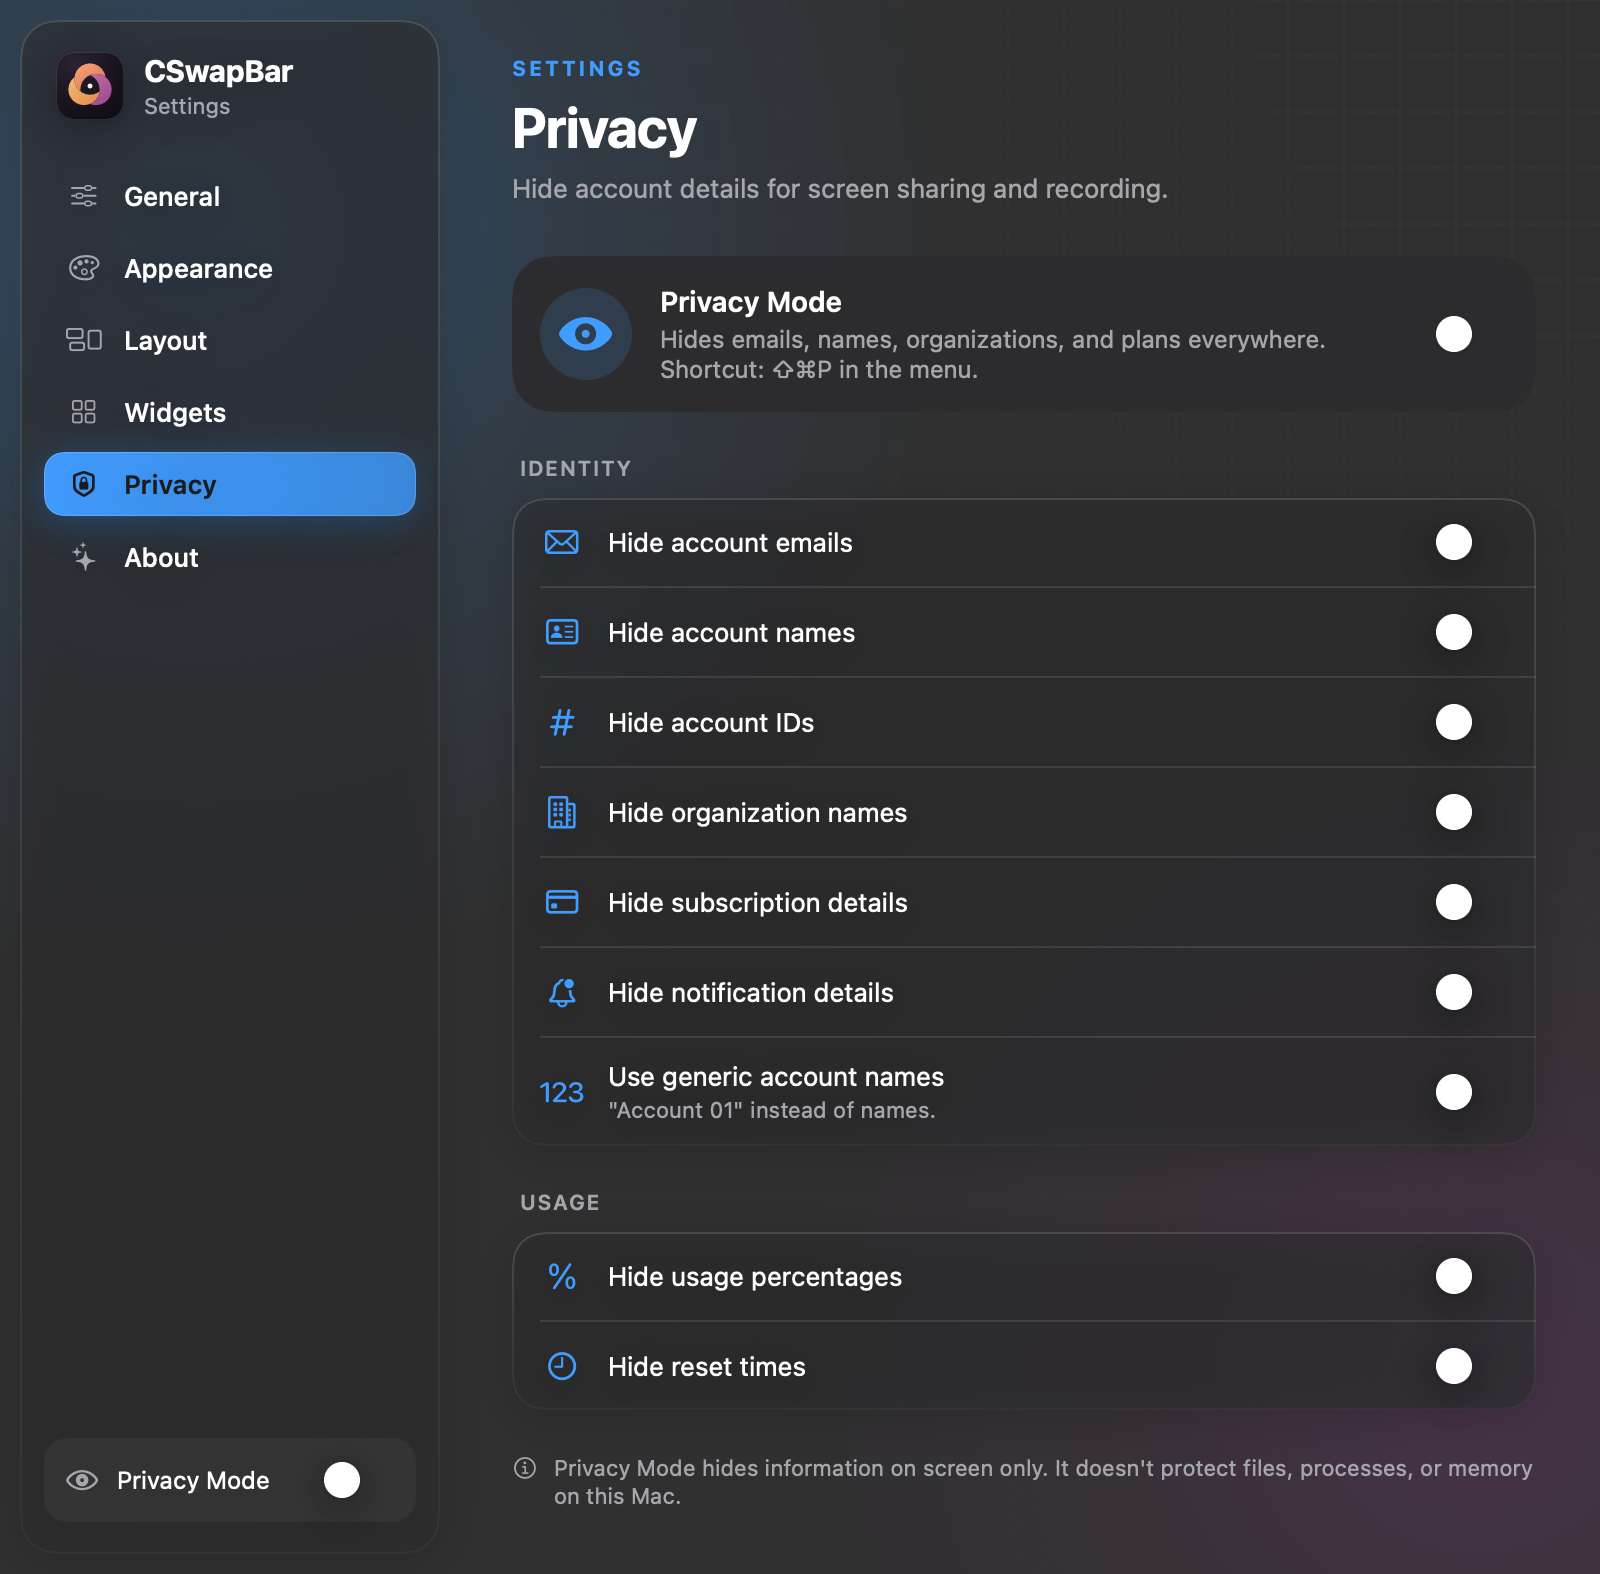 CSwapBar
Settings
General
Appearance
Layout
Widgets
Privacy
About
Privacy Mode
SETTINGS
Privacy
Hide account details for screen sharing and recording.
Privacy Mode
Hides emails, names, organizations, and plans everywhere.
Shortcut: ⇧⌘P in the menu.
IDENTITY
Hide account emails
Hide account names
# Hide account IDs
Hide organization names
Hide subscription details
Hide notification details
123 Use generic account names
"Account 01" instead of names.
USAGE
% Hide usage percentages
Hide reset times
Privacy Mode hides information on screen only. It doesn't protect files, processes, or memory
on this Mac.